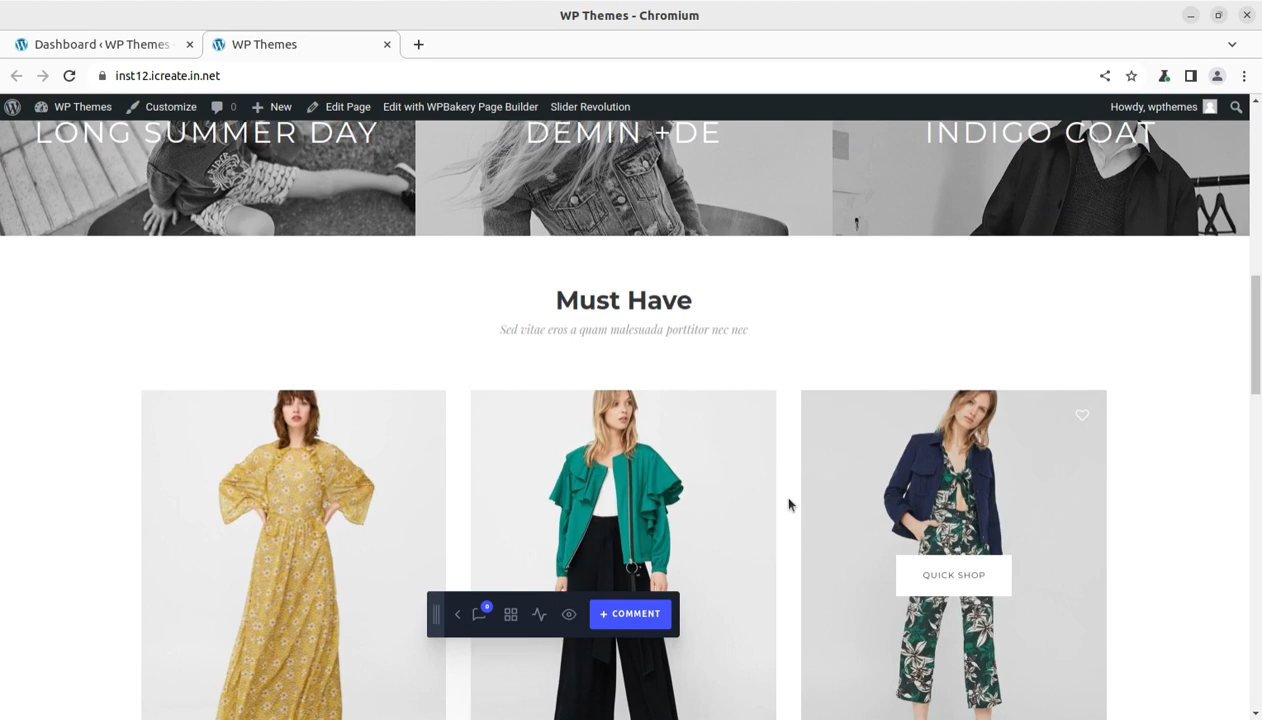 WP Themes - Chromium
Dashboard ‹ WP Themes
WP Themes
inst12.icreate.in.net
WP Themes
Customize
0
New
Edit Page
Edit with WPBakery Page Builder
Slider Revolution
Howdy, wpthemes
LONG SUMMER DAY
DEMIN +DE
INDIGO COAT
Must Have
Sed vitae eros a quam malesuada porttitor nec nec
QUICK SHOP
0
+ COMMENT